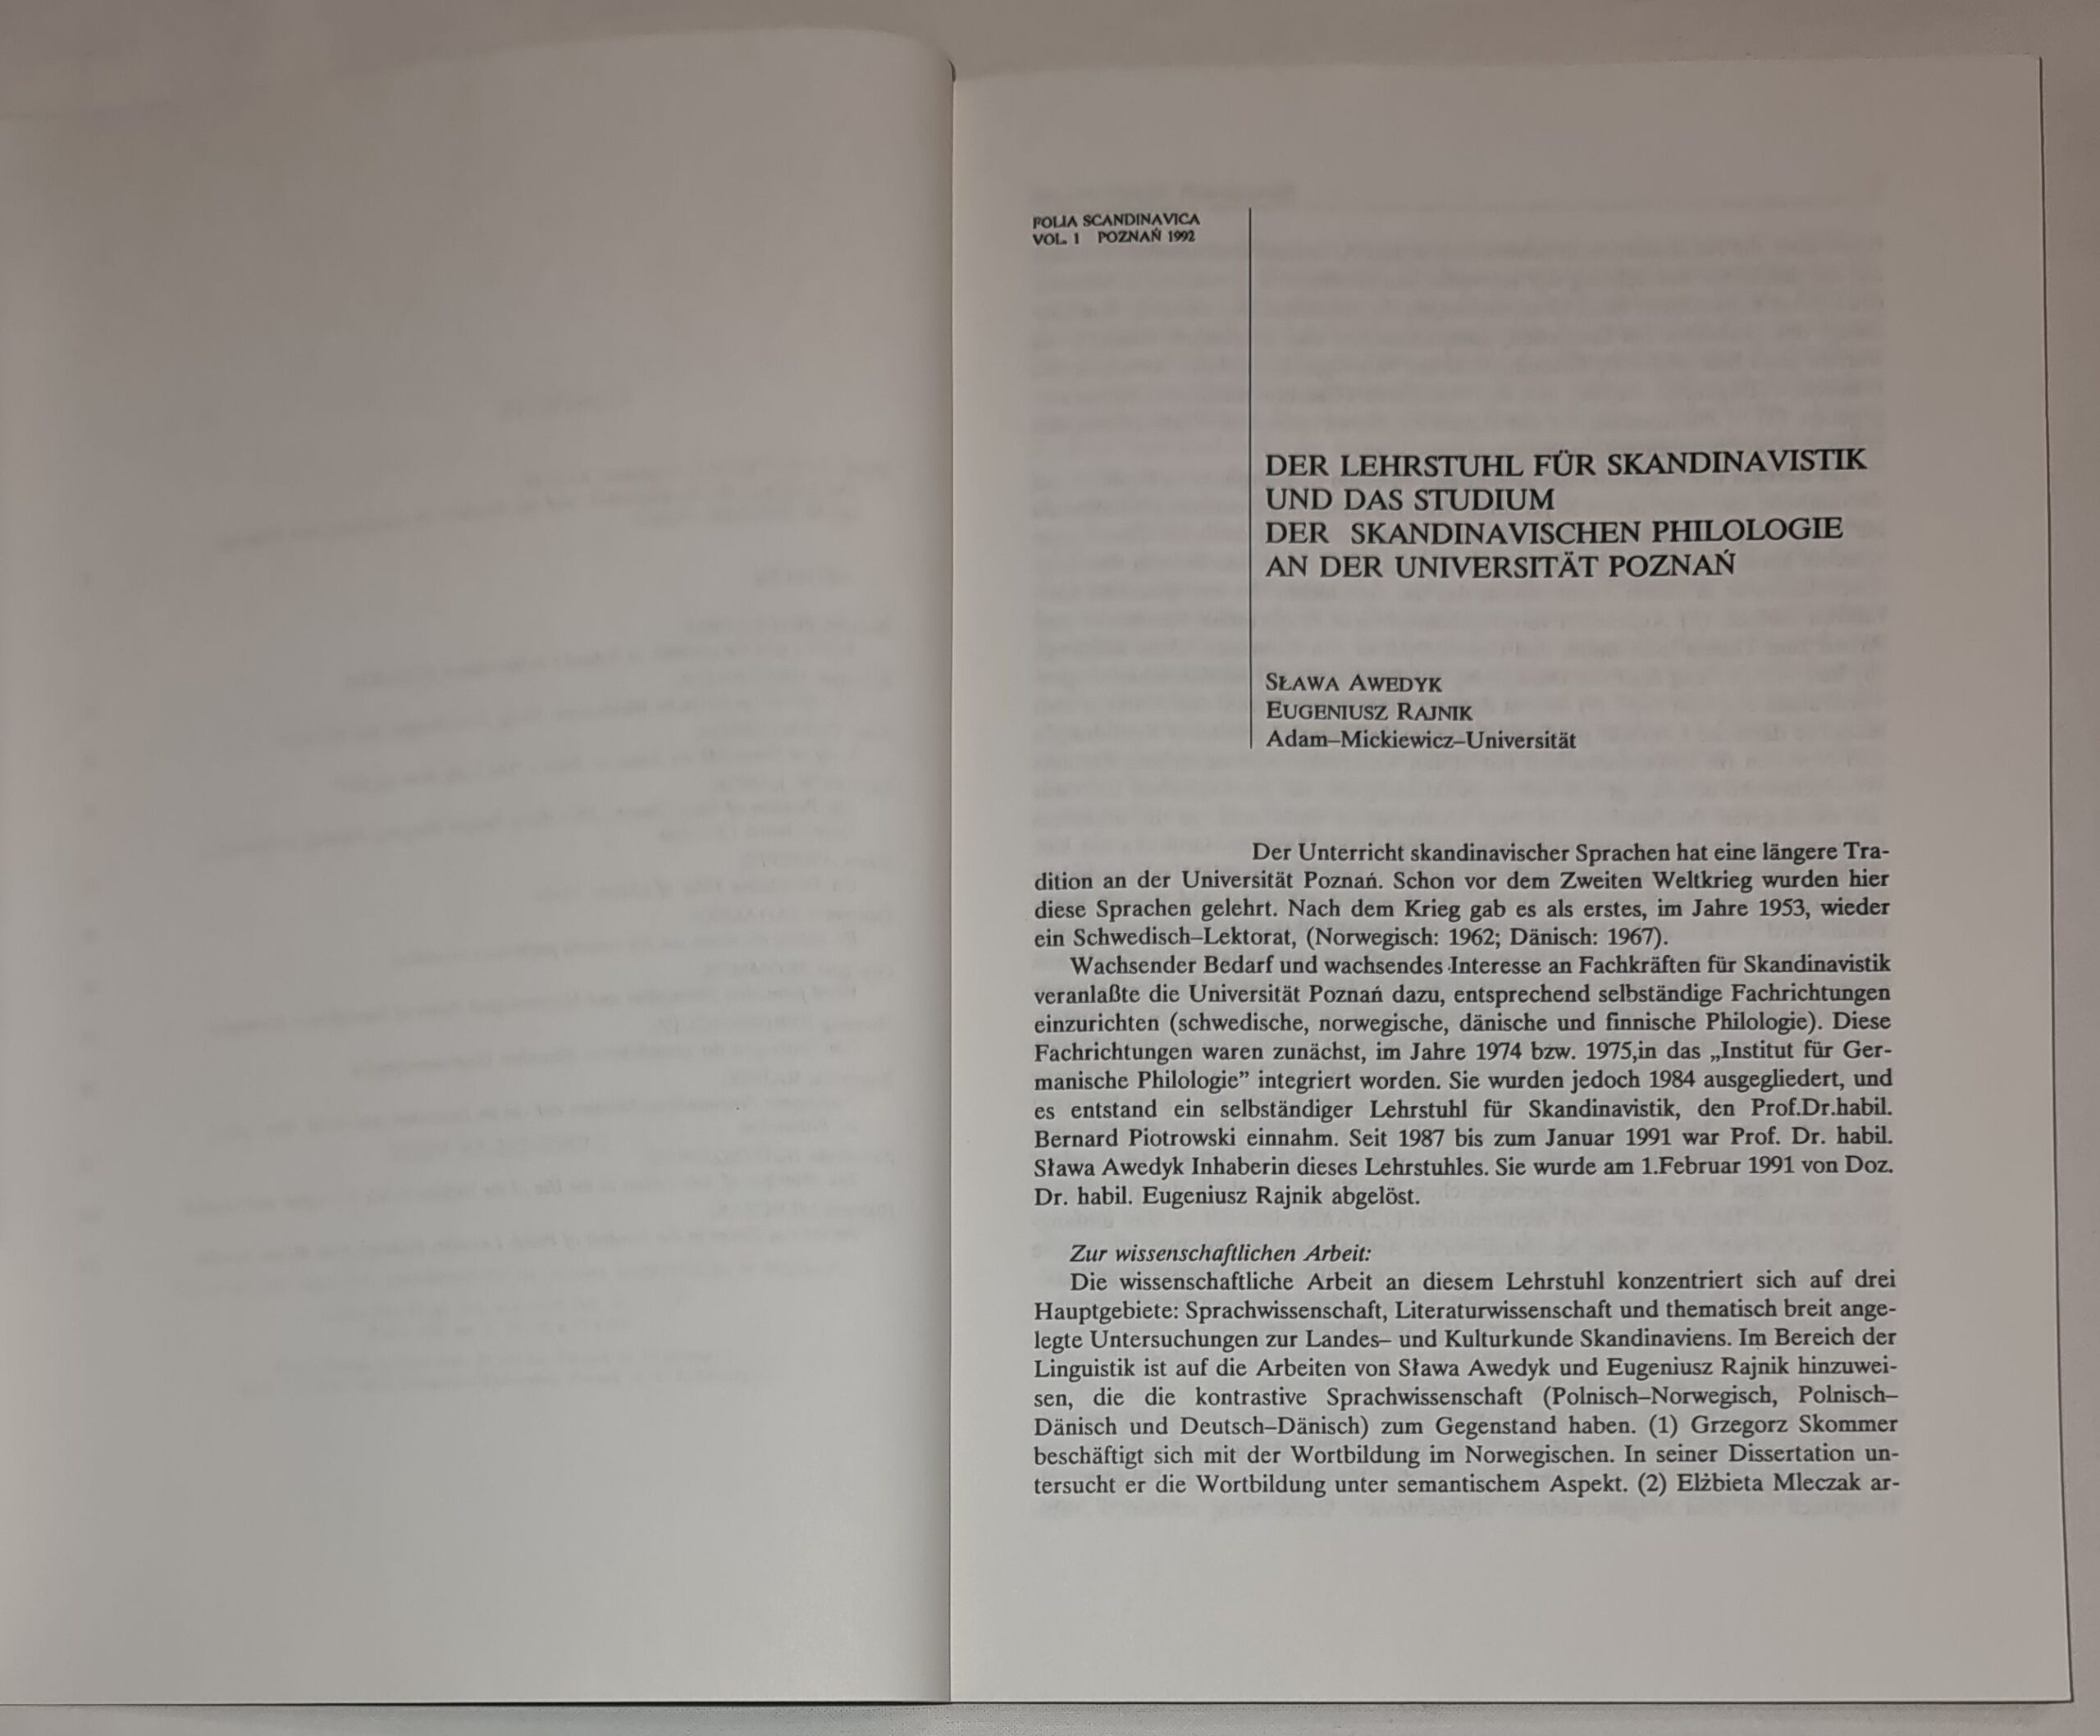 FOLIA SCANDINAVICA
VOL. 1 POZNAŃ 1992
DER LEHRSTUHL FÜR SKANDINAVISTIK
UND DAS STUDIUM
DER SKANDINAVISCHEN PHILOLOGIE
AN DER UNIVERSITÄT POZNAŃ
SŁAWA AWEDYK
EUGENIUSZ RAJNIK
Adam–Mickiewicz–Universität
Der Unterricht skandinavischer Sprachen hat eine längere Tra-
dition an der Universität Poznań. Schon vor dem Zweiten Weltkrieg wurden hier
diese Sprachen gelehrt. Nach dem Krieg gab es als erstes, im Jahre 1953, wieder
ein Schwedisch–Lektorat, (Norwegisch: 1962; Dänisch: 1967).
Wachsender Bedarf und wachsendes Interesse an Fachkräften für Skandinavistik
veranlaßte die Universität Poznań dazu, entsprechend selbständige Fachrichtungen
einzurichten (schwedische, norwegische, dänische und finnische Philologie). Diese
Fachrichtungen waren zunächst, im Jahre 1974 bzw. 1975,in das „Institut für Ger-
manische Philologie” integriert worden. Sie wurden jedoch 1984 ausgegliedert, und
es entstand ein selbständiger Lehrstuhl für Skandinavistik, den Prof.Dr.habil.
Bernard Piotrowski einnahm. Seit 1987 bis zum Januar 1991 war Prof. Dr. habil.
Sława Awedyk Inhaberin dieses Lehrstuhles. Sie wurde am 1.Februar 1991 von Doz.
Dr. habil. Eugeniusz Rajnik abgelöst.
Zur wissenschaftlichen Arbeit:
Die wissenschaftliche Arbeit an diesem Lehrstuhl konzentriert sich auf drei
Hauptgebiete: Sprachwissenschaft, Literaturwissenschaft und thematisch breit ange-
legte Untersuchungen zur Landes– und Kulturkunde Skandinaviens. Im Bereich der
Linguistik ist auf die Arbeiten von Sława Awedyk und Eugeniusz Rajnik hinzuwei-
sen, die die kontrastive Sprachwissenschaft (Polnisch–Norwegisch, Polnisch–
Dänisch und Deutsch–Dänisch) zum Gegenstand haben. (1) Grzegorz Skommer
beschäftigt sich mit der Wortbildung im Norwegischen. In seiner Dissertation un-
tersucht er die Wortbildung unter semantischem Aspekt. (2) Elżbieta Mleczak ar-